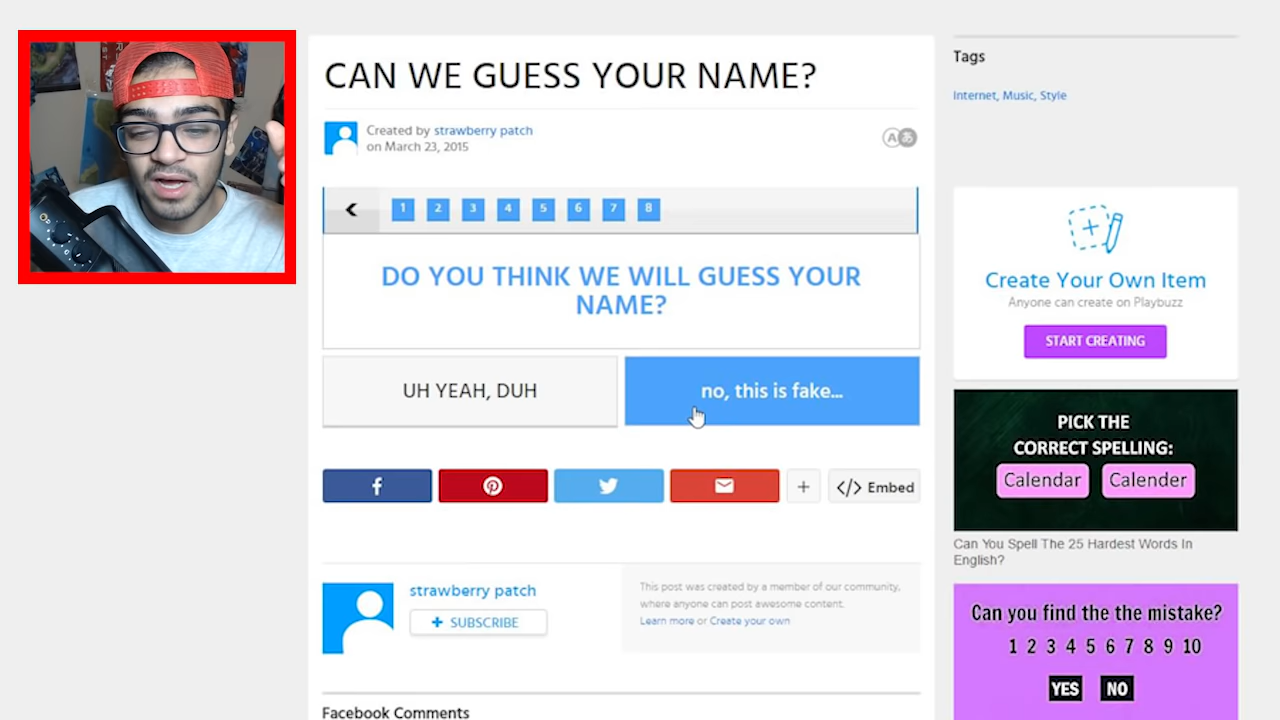 CAN WE GUESS YOUR NAME?
Created by strawberry patch
on March 23, 2015
A あ
1 2 3 4 5 6 7 8
DO YOU THINK WE WILL GUESS YOUR
NAME?
UH YEAH, DUH
no, this is fake...
</> Embed
strawberry patch
+ SUBSCRIBE
This post was created by a member of our community,
where anyone can post awesome content.
Learn more or Create your own
Facebook Comments
Tags
Internet, Music, Style
Create Your Own Item
Anyone can create on Playbuzz
START CREATING
PICK THE
CORRECT SPELLING:
Calendar Calender
Can You Spell The 25 Hardest Words In
English?
Can you find the the mistake?
1 2 3 4 5 6 7 8 9 10
YES NO